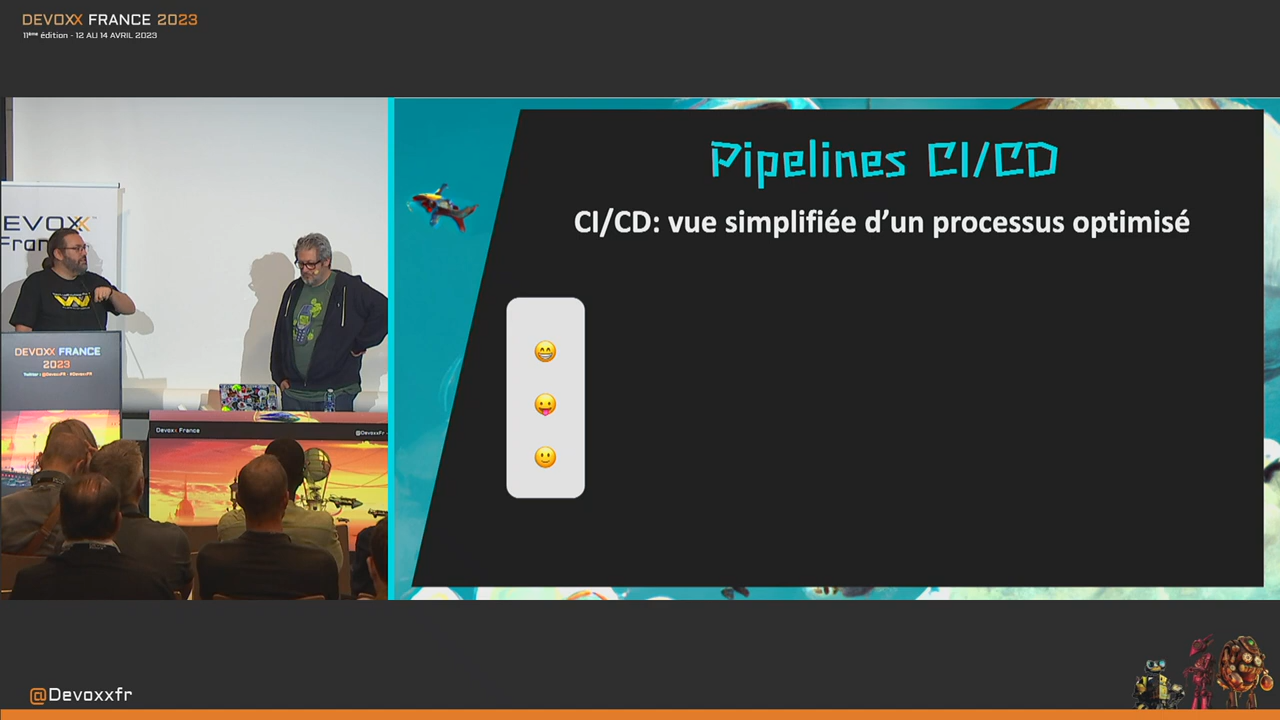 DEVOXX FRANCE 2023
11ème édition - 12 AU 14 AVRIL 2023
Pipelines CI/CD
CI/CD: vue simplifiée d'un processus optimisé
DEVOXX
France
DEVOXX FRANCE
2023
Twitter : @DevoxxFR - #DevoxxFR
Devoxx France
@DevoxxFR
@Devoxxfr